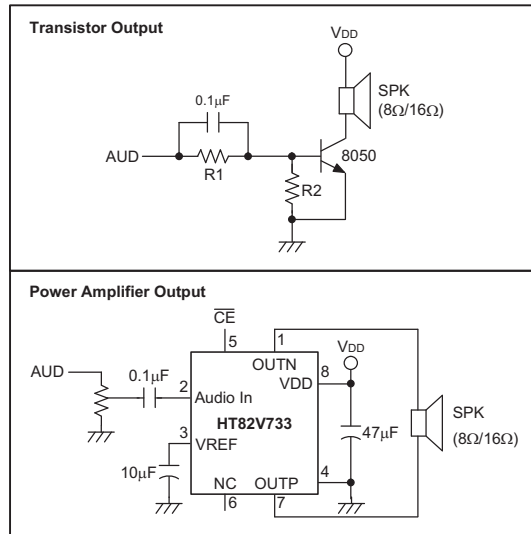 Transistor Output
VDD
SPK
(8Ω/16Ω)
0.1μF
AUD
R1
8050
R2
Power Amplifier Output
CE
5
1
OUTN
VDD
8
VDD
AUD
0.1μF
2
Audio In
HT82V733
3
VREF
47μF
SPK
(8Ω/16Ω)
10μF
NC
OUTP
4
6
7